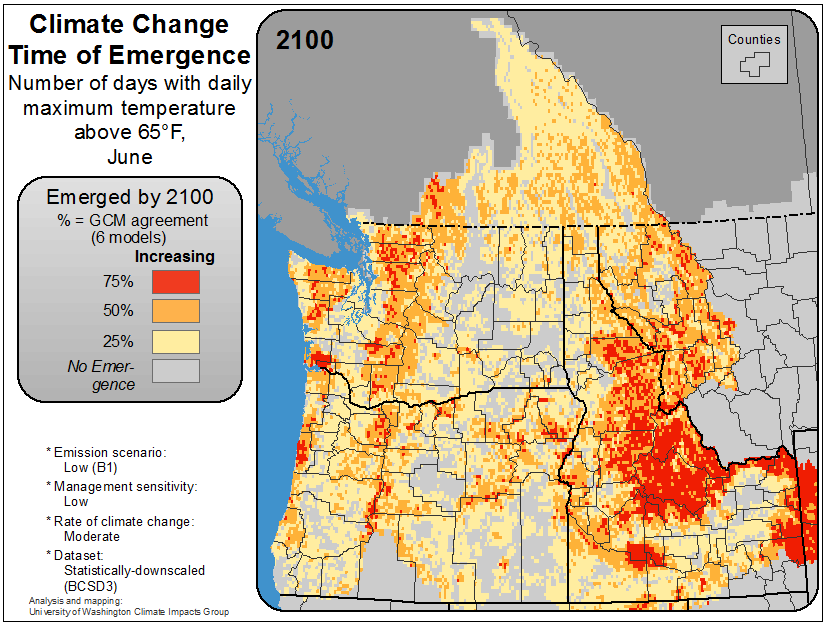 Climate Change
Time of Emergence
Number of days with daily
maximum temperature
above 65°F,
June
2100
Counties
Emerged by 2100
% = GCM agreement
(6 models)
Increasing
75%
50%
25%
No Emer-
gence
* Emission scenario:
Low (B1)
* Management sensitivity:
Low
* Rate of climate change:
Moderate
* Dataset:
Statistically-downscaled
(BCSD3)
Analysis and mapping:
University of Washington Climate Impacts Group